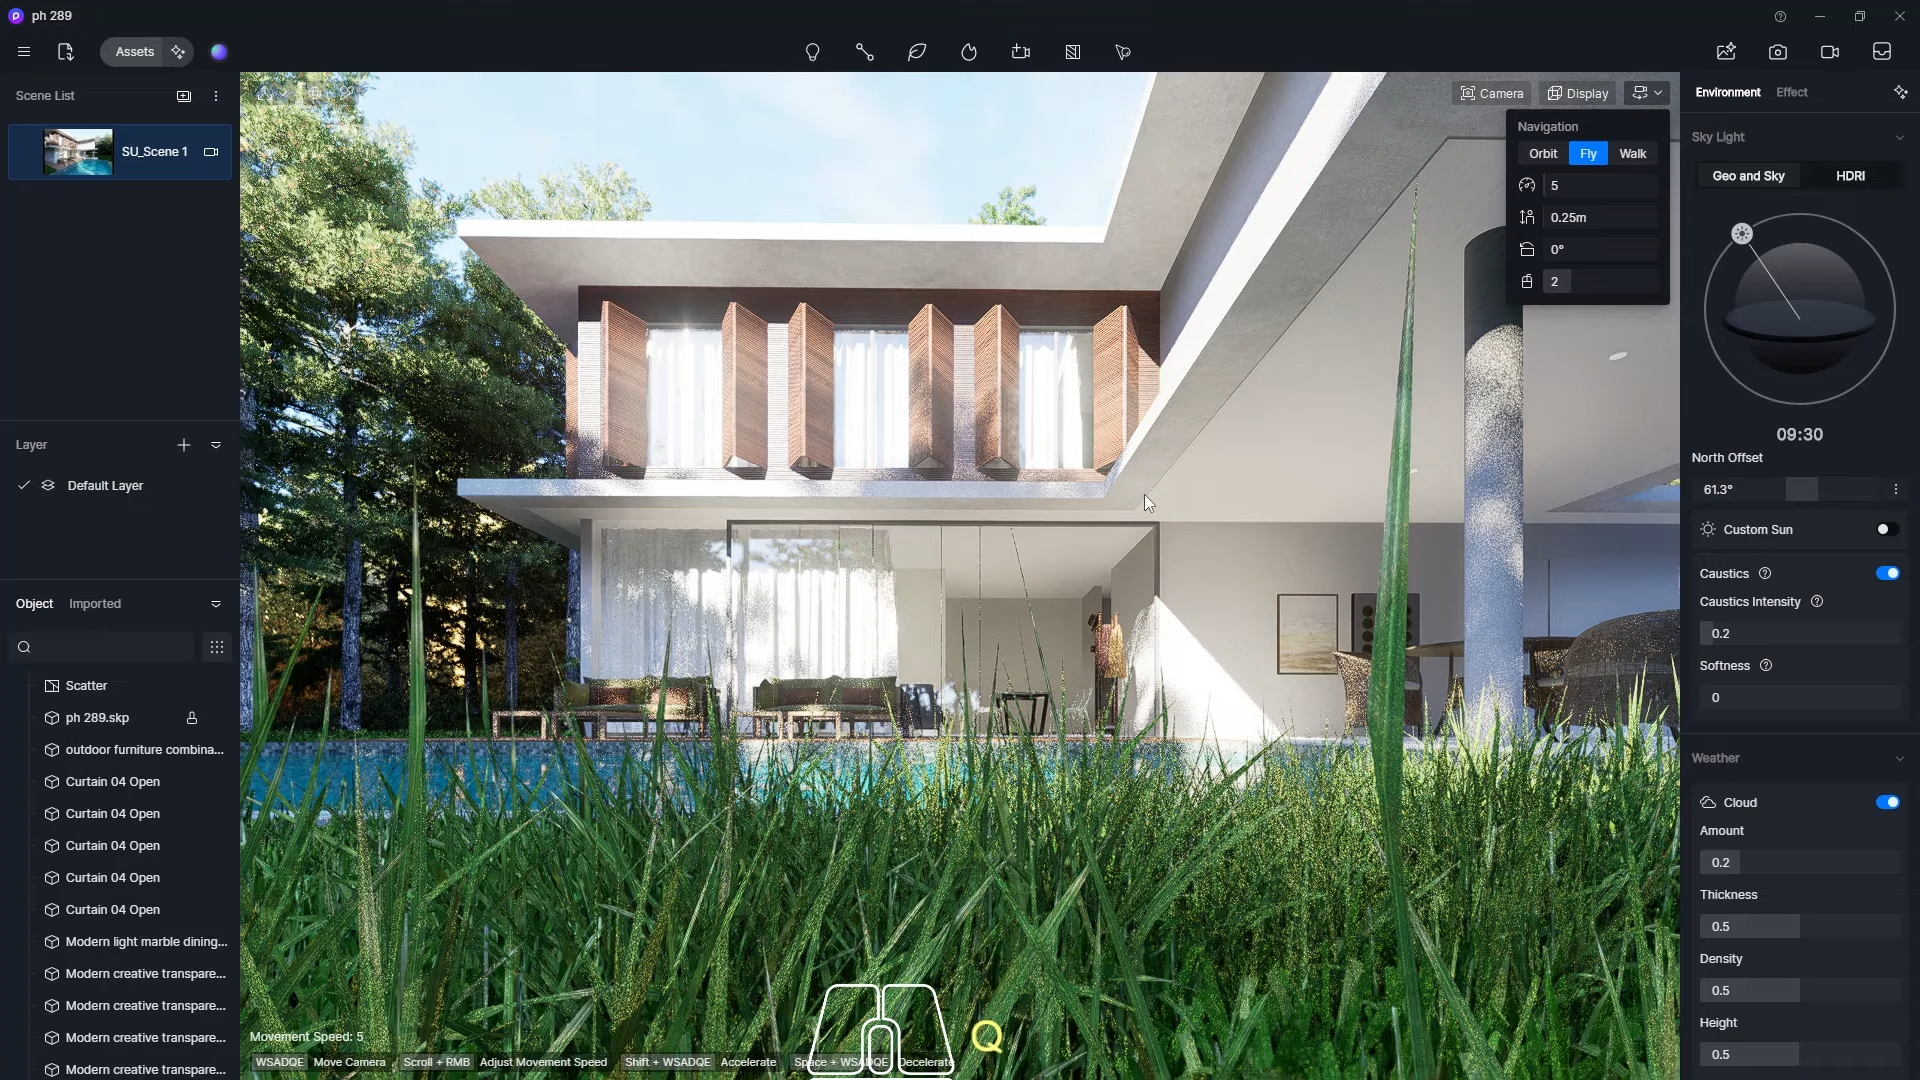 ph 289
Assets
Scene List
SU_Scene 1
Layer
Default Layer
Object Imported
Scatter
ph 289.skp
outdoor furniture combina...
Curtain 04 Open
Curtain 04 Open
Curtain 04 Open
Curtain 04 Open
Curtain 04 Open
Modern light marble dining...
Modern creative transpare...
Modern creative transpare...
Modern creative transpare...
Modern creative transpare...
Camera Display
Navigation
Orbit Fly Walk
5
0.25m
0°
2
Movement Speed: 5
WSADQE Move Camera Scroll + RMB Adjust Movement Speed Shift + WSADQE Accelerate Space + WSADQE Decelerate
Q
Environment Effect
Sky Light
Geo and Sky HDRI
09:30
North Offset
61.3°
Custom Sun
Caustics
Caustics Intensity
0.2
Softness
0
Weather
Cloud
Amount
0.2
Thickness
0.5
Density
0.5
Height
0.5